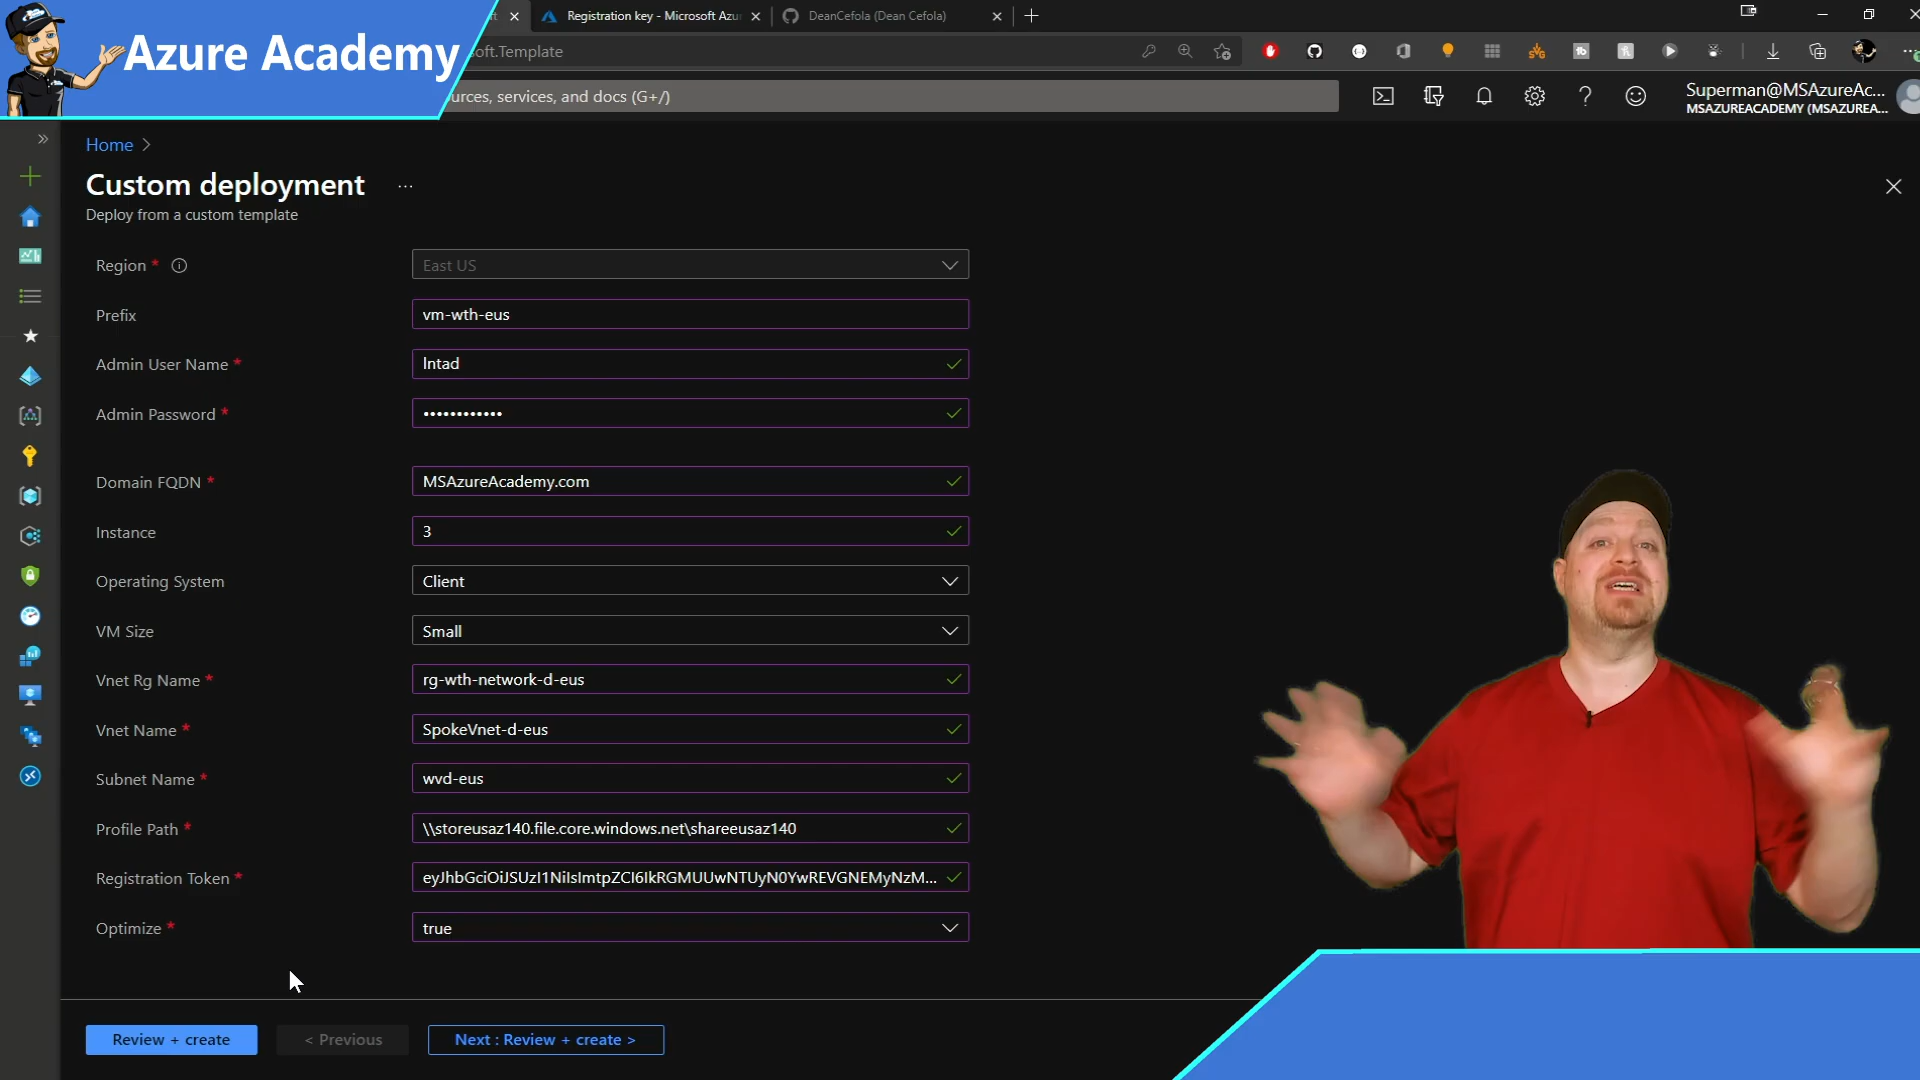 Azure Academy
Registration key - Microsoft Azu
DeanCefola (Dean Cefola)
oft.Template
urces, services, and docs (G+/)
Superman@MSAzureAc...
MSAZUREACADEMY (MSAZUREA...
Home >
Custom deployment ...
Deploy from a custom template
Region *
East US
Prefix
vm-wth-eus
Admin User Name *
lntad
Admin Password *
••••••••••••
Domain FQDN *
MSAzureAcademy.com
Instance
3
Operating System
Client
VM Size
Small
Vnet Rg Name *
rg-wth-network-d-eus
Vnet Name *
SpokeVnet-d-eus
Subnet Name *
wvd-eus
Profile Path *
\\storeusaz140.file.core.windows.net\shareeusaz140
Registration Token *
eyJhbGciOiJSUzI1NiIsImtpZCI6IkRGMUUwNTUyN0YwREVGNEMyNzM...
Optimize *
true
Review + create
< Previous
Next : Review + create >